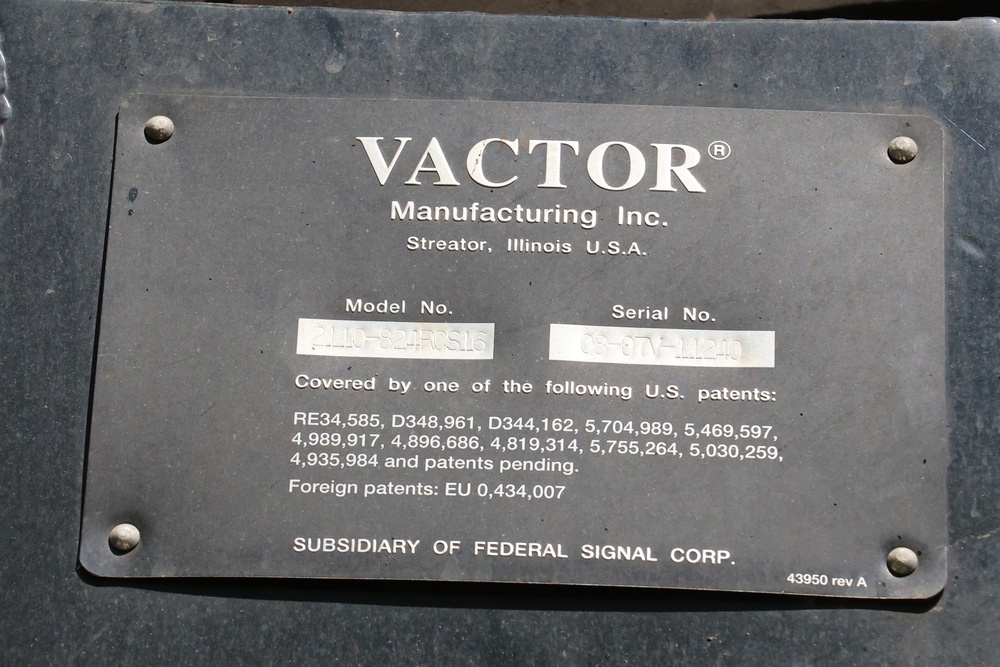 VACTOR®
Manufacturing Inc.
Streator, Illinois U.S.A.
Model No.
2110-824RCS16
Serial No.
08-07V-11240
Covered by one of the following U.S. patents:
RE34,585, D348,961, D344,162, 5,704,989, 5,469,597,
4,989,917, 4,896,686, 4,819,314, 5,755,264, 5,030,259,
4,935,984 and patents pending.
Foreign patents: EU 0,434,007
SUBSIDIARY OF FEDERAL SIGNAL CORP.
43950 rev A